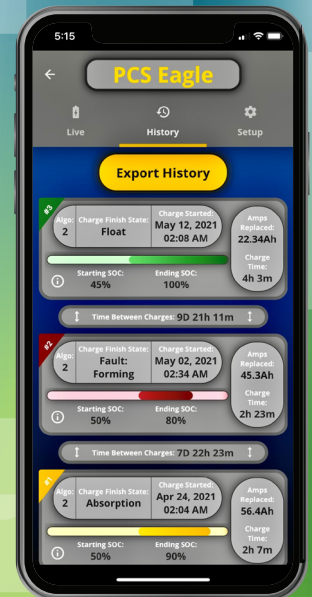 5:15
PCS Eagle
Live
History
Setup
Export History
#3
Algo:
2
Charge Finish State:
Float
Charge Started:
May 12, 2021
02:08 AM
Amps
Replaced:
22.34Ah
Charge
Time:
4h 3m
Starting SOC:
45%
Ending SOC:
100%
Time Between Charges: 9D 21h 11m
#2
Algo:
2
Charge Finish State:
Fault:
Forming
Charge Started:
May 02, 2021
02:34 AM
Amps
Replaced:
45.3Ah
Charge
Time:
2h 23m
Starting SOC:
50%
Ending SOC:
80%
Time Between Charges: 7D 22h 23m
#1
Algo:
2
Charge Finish State:
Absorption
Charge Started:
Apr 24, 2021
02:04 AM
Amps
Replaced:
56.4Ah
Charge
Time:
2h 7m
Starting SOC:
50%
Ending SOC:
90%